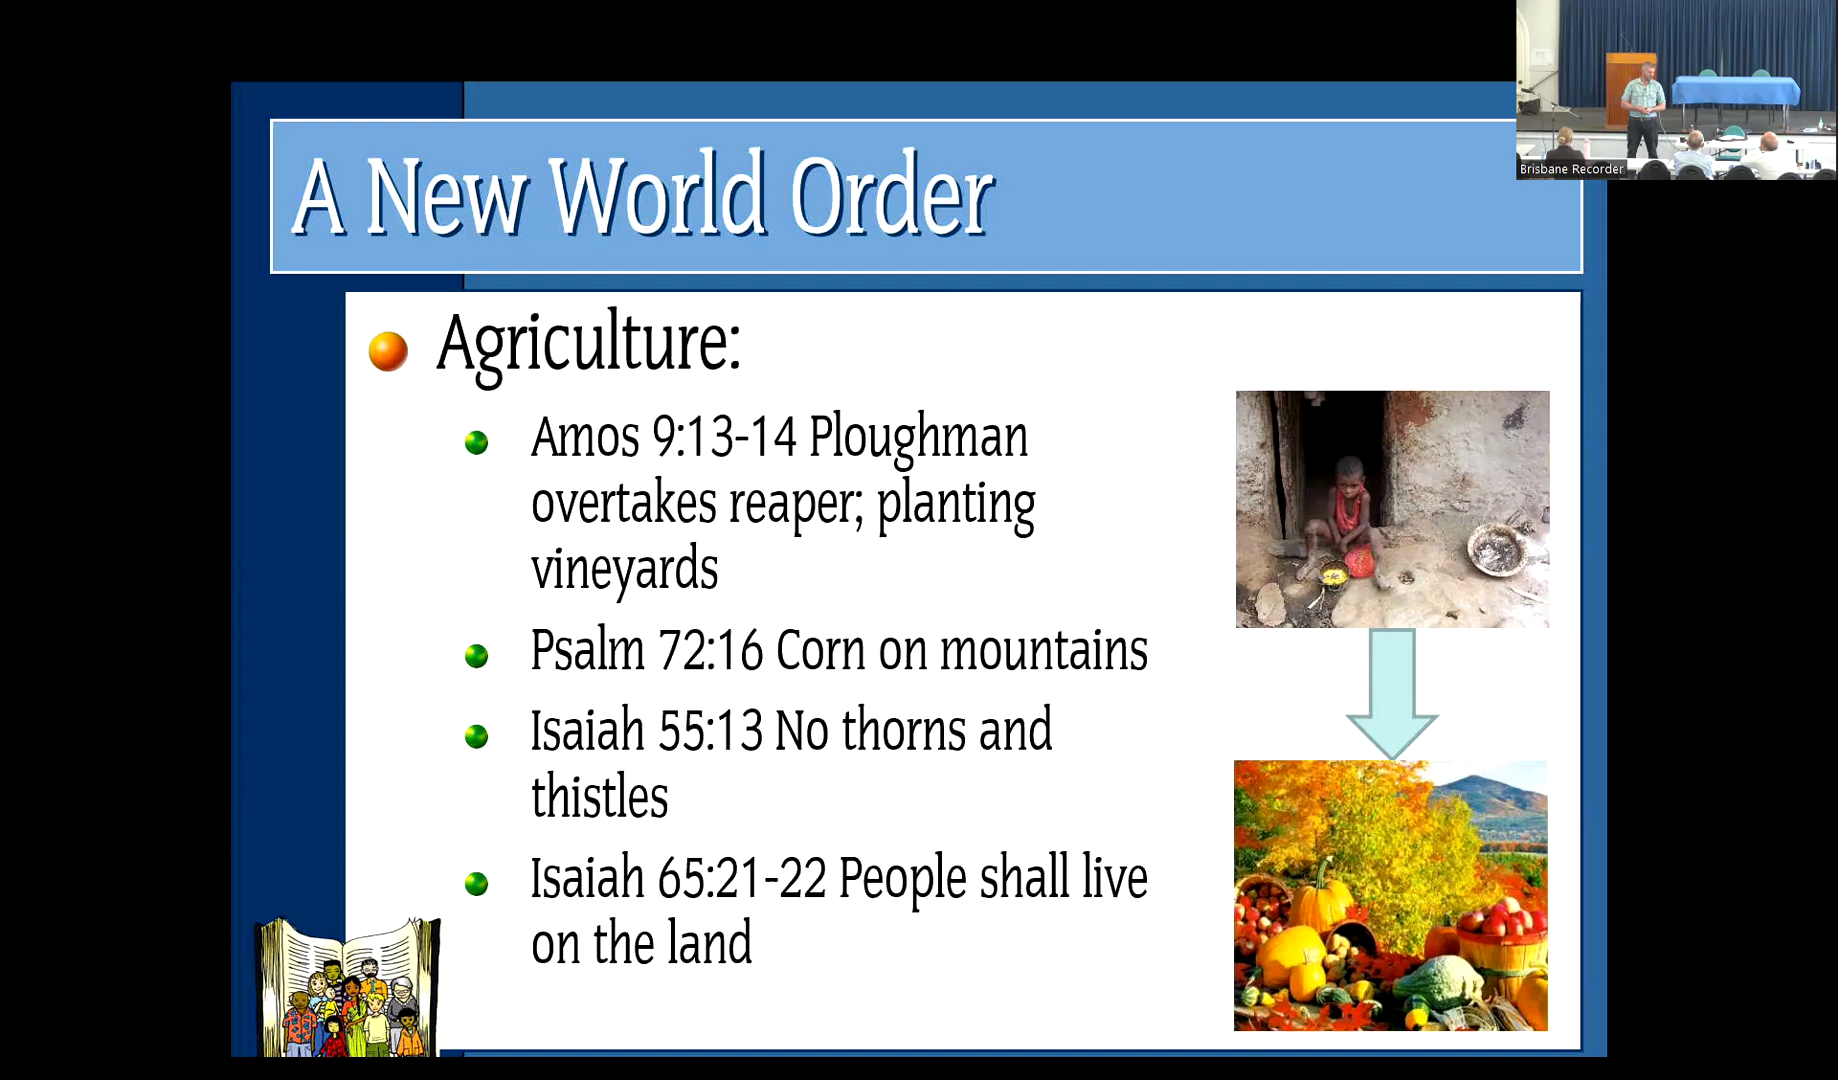 A New World Order
Brisbane Recorder
Agriculture:
Amos 9:13-14 Ploughman
overtakes reaper; planting
vineyards
Psalm 72:16 Corn on mountains
Isaiah 55:13 No thorns and
thistles
Isaiah 65:21-22 People shall live
on the land